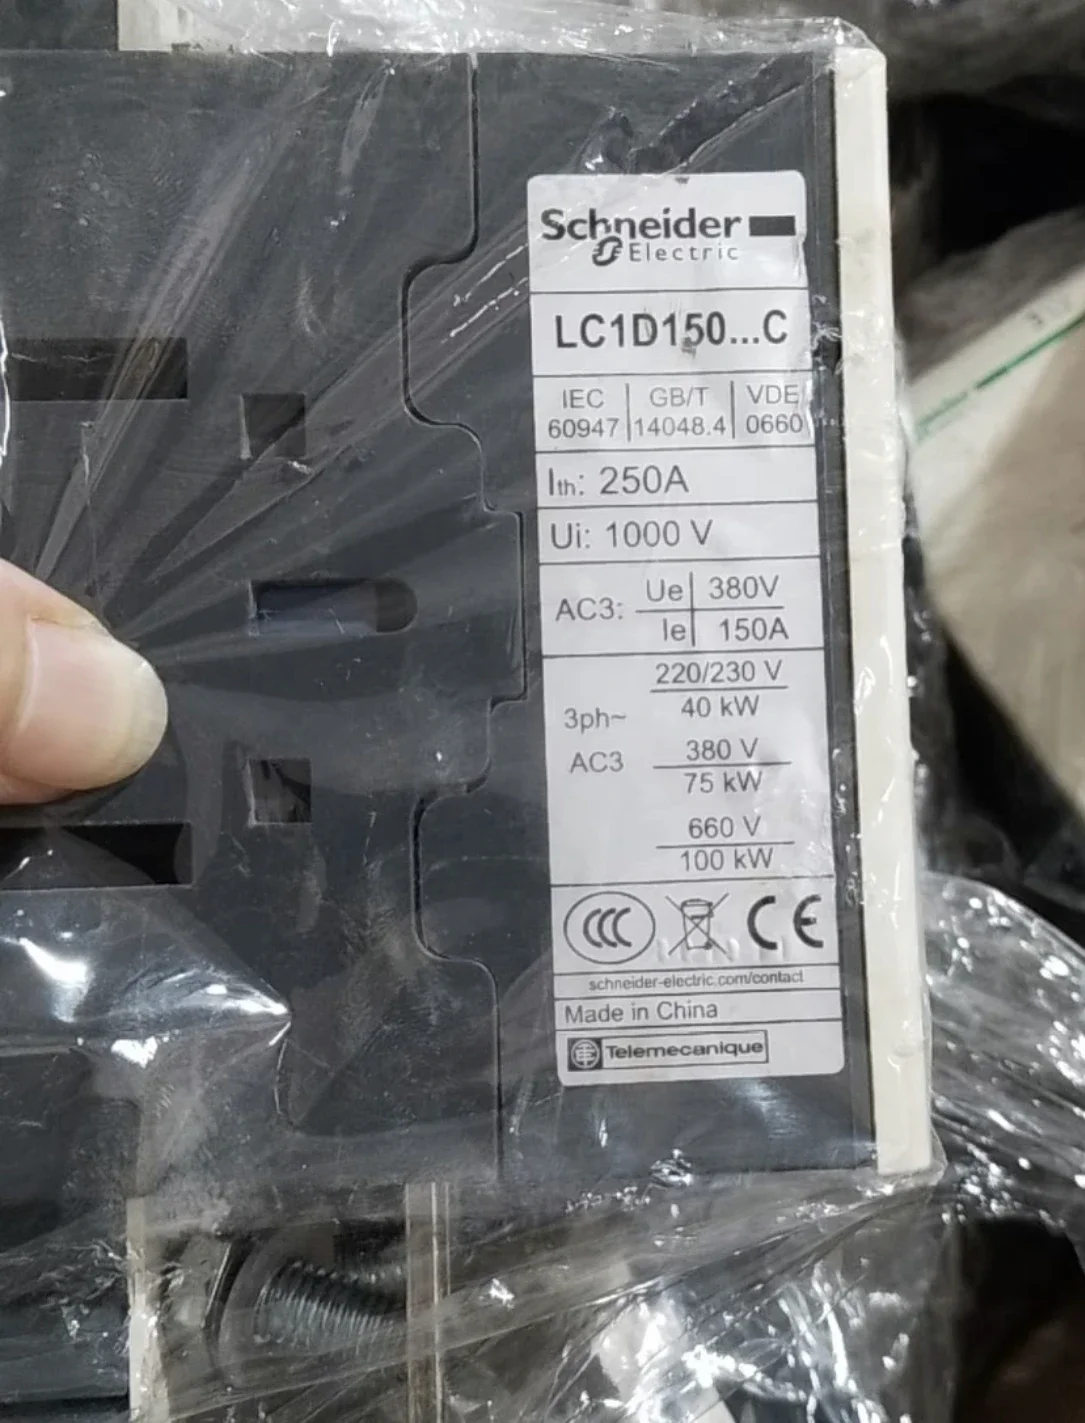 Schneider
Electric
LC1D150...C
IEC 60947 | GB/T 14048.4 | VDE 0660
Ith: 250A
Ui: 1000 V
AC3: Ue 380V
Ie 150A
3ph~ AC3
220/230 V
40 kW
380 V
75 kW
660 V
100 kW
CCC CE
schneider-electric.com/contact
Made in China
Telemecanique